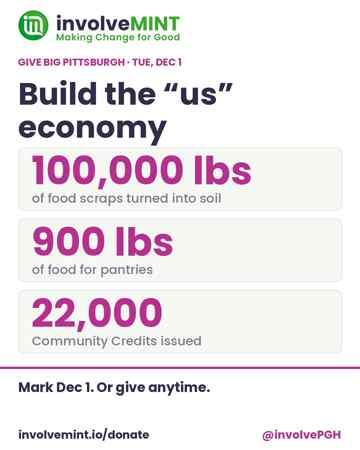 involveMINT
Making Change for Good
GIVE BIG PITTSBURGH · TUE, DEC 1
Build the “us”
economy
100,000 lbs
of food scraps turned into soil
900 lbs
of food for pantries
22,000
Community Credits issued
Mark Dec 1. Or give anytime.
involvemint.io/donate
@involvePGH